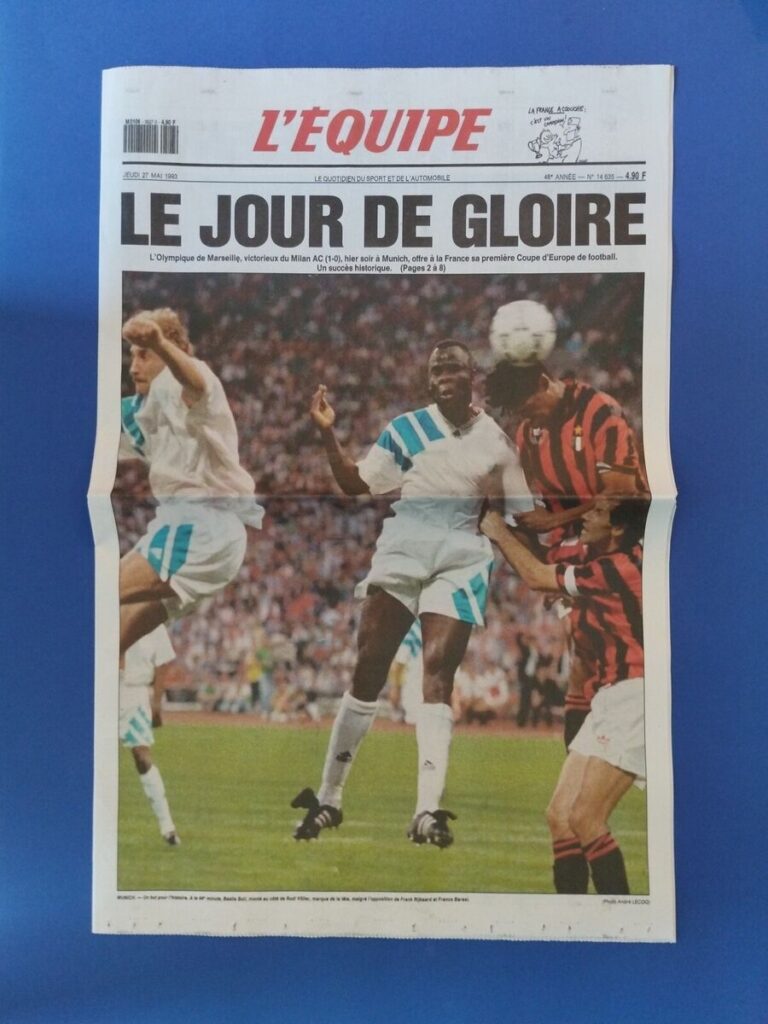 4,90 F
L'ÉQUIPE
LA FRANCE ACCOUCHE:
C'EST UN CHAMPION!
JEUDI 27 MAI 1993
LE QUOTIDIEN DU SPORT ET DE L'AUTOMOBILE
48e ANNÉE — N° 14 635 — 4,90 F
LE JOUR DE GLOIRE
L'Olympique de Marseille, victorieux du Milan AC (1-0), hier soir à Munich, offre à la France sa première Coupe d'Europe de football.
Un succès historique. (Pages 2 à 8)
MUNICH. — Un but pour l'histoire. A la 44e minute, Basile Boli, monté au côté de Rudi Völler, marque de la tête, malgré l'opposition de Frank Rijkaard et Franco Baresi.
(Photo André LECOQ)